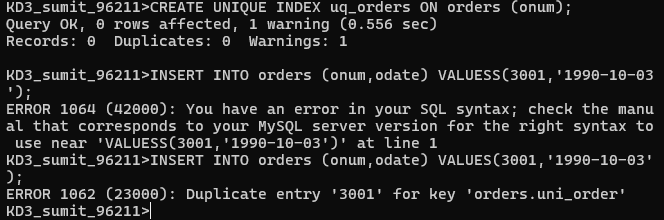 KD3_sumit_96211>CREATE UNIQUE INDEX uq_orders ON orders (onum);
Query OK, 0 rows affected, 1 warning (0.556 sec)
Records: 0  Duplicates: 0  Warnings: 1

KD3_sumit_96211>INSERT INTO orders (onum,odate) VALUESS(3001,'1990-10-03
');
ERROR 1064 (42000): You have an error in your SQL syntax; check the manu
al that corresponds to your MySQL server version for the right syntax to
 use near 'VALUESS(3001,'1990-10-03')' at line 1
KD3_sumit_96211>INSERT INTO orders (onum,odate) VALUES(3001,'1990-10-03'
);
ERROR 1062 (23000): Duplicate entry '3001' for key 'orders.uni_order'
KD3_sumit_96211>